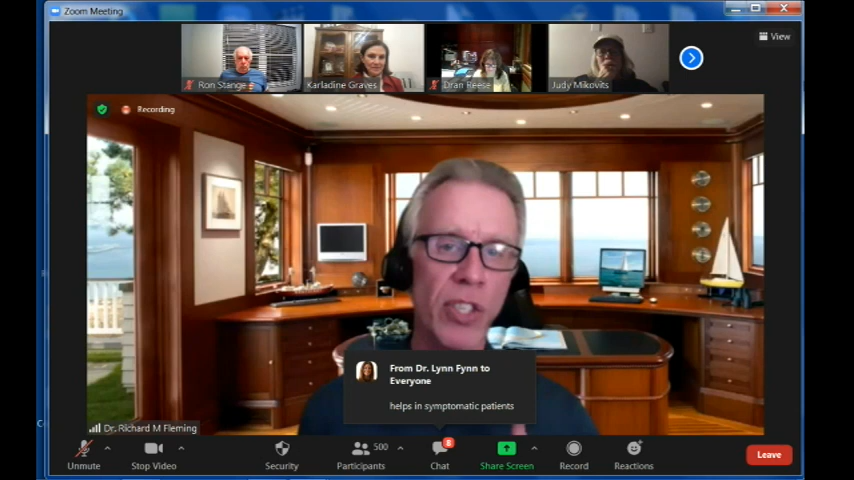 Zoom Meeting
View
Ron Stange
Karladine Graves
Dran Reese
Judy Mikovits
Recording
From Dr. Lynn Fynn to
Everyone
helps in symptomatic patients
Dr. Richard M Fleming
500
8
Unmute
Stop Video
Security
Participants
Chat
Share Screen
Record
Reactions
Leave